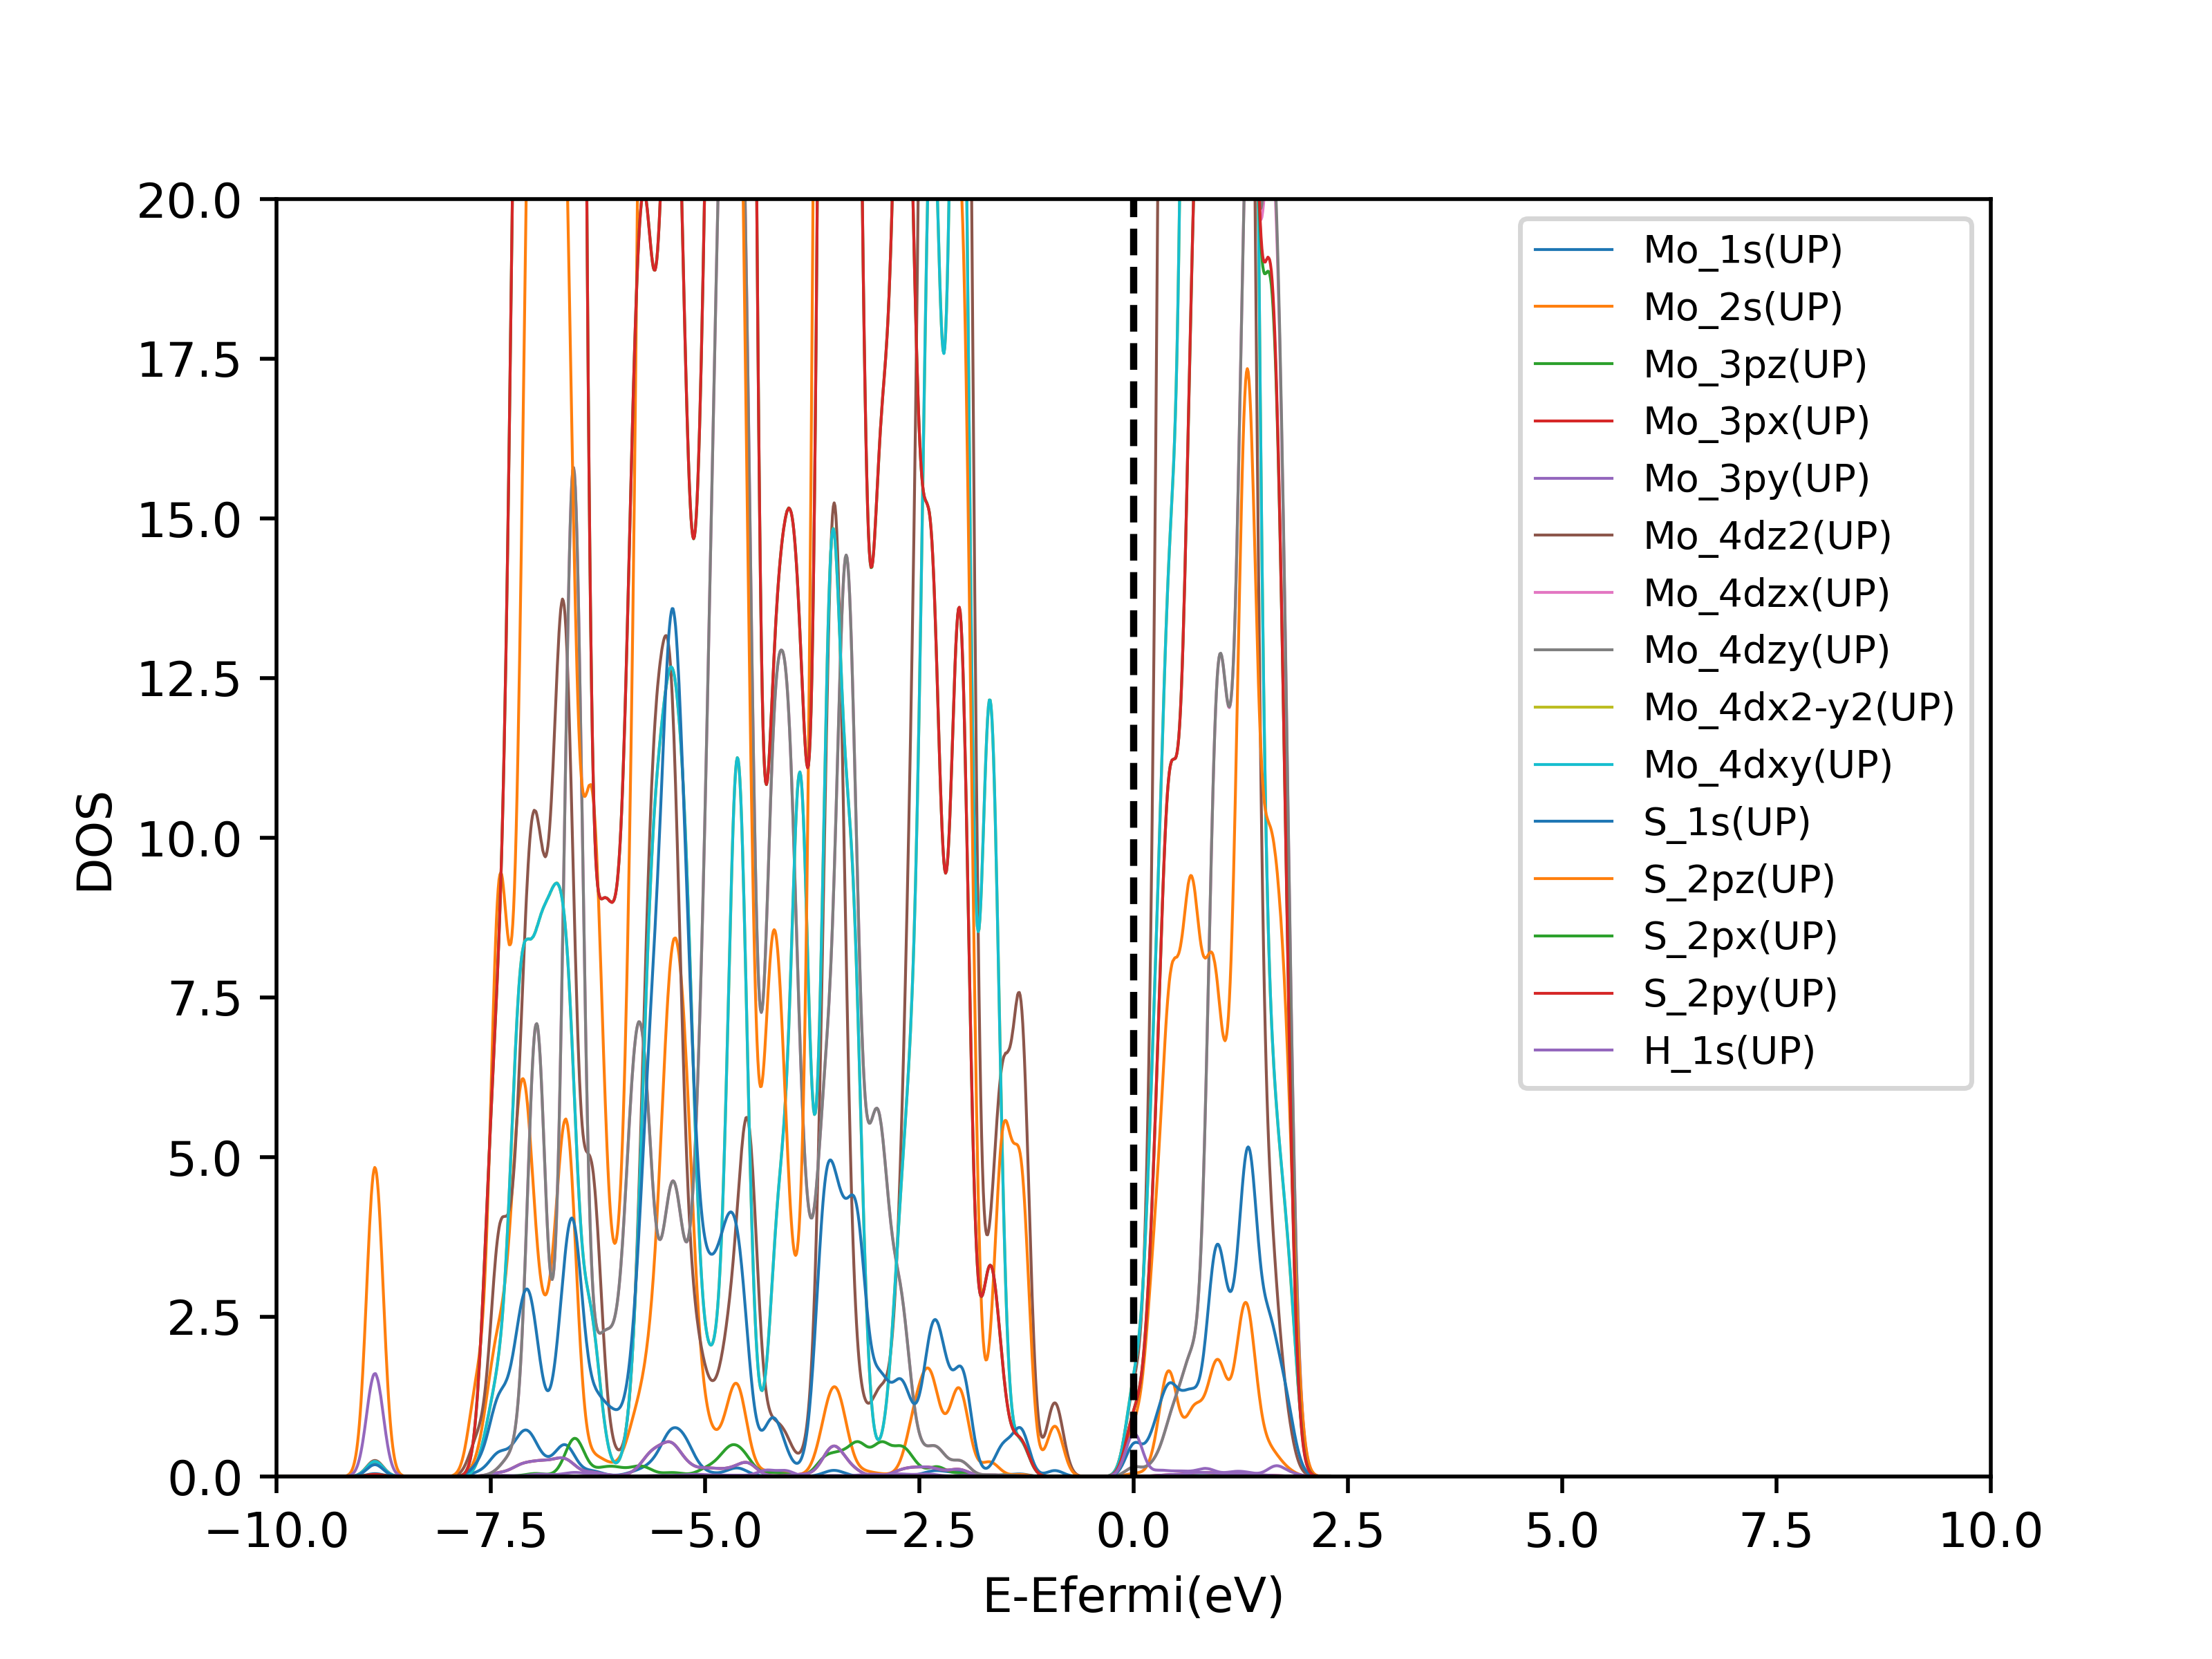 20.0
17.5
15.0
12.5
10.0
7.5
5.0
2.5
0.0
DOS
−10.0 −7.5 −5.0 −2.5 0.0 2.5 5.0 7.5 10.0
E-Efermi(eV)
Mo_1s(UP)
Mo_2s(UP)
Mo_3pz(UP)
Mo_3px(UP)
Mo_3py(UP)
Mo_4dz2(UP)
Mo_4dzx(UP)
Mo_4dzy(UP)
Mo_4dx2-y2(UP)
Mo_4dxy(UP)
S_1s(UP)
S_2pz(UP)
S_2px(UP)
S_2py(UP)
H_1s(UP)